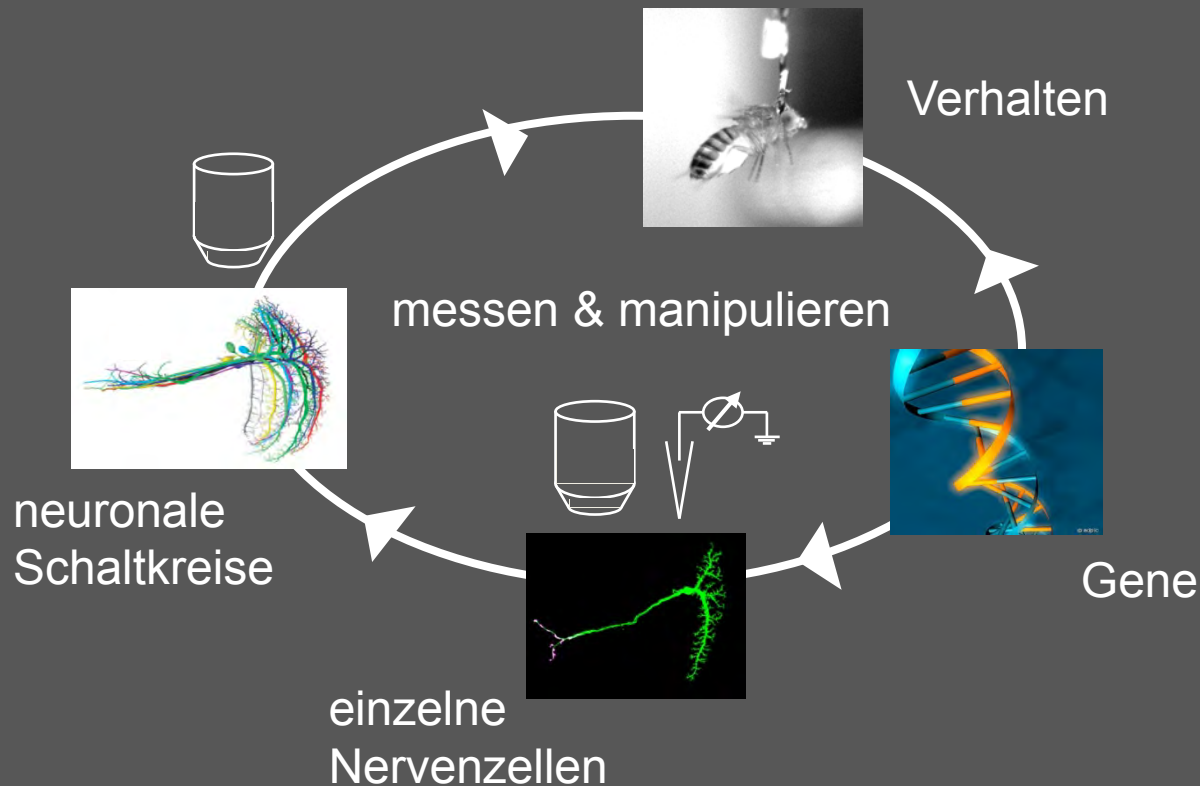 Verhalten
messen & manipulieren
neuronale
Schaltkreise
Gene
einzelne
Nervenzellen